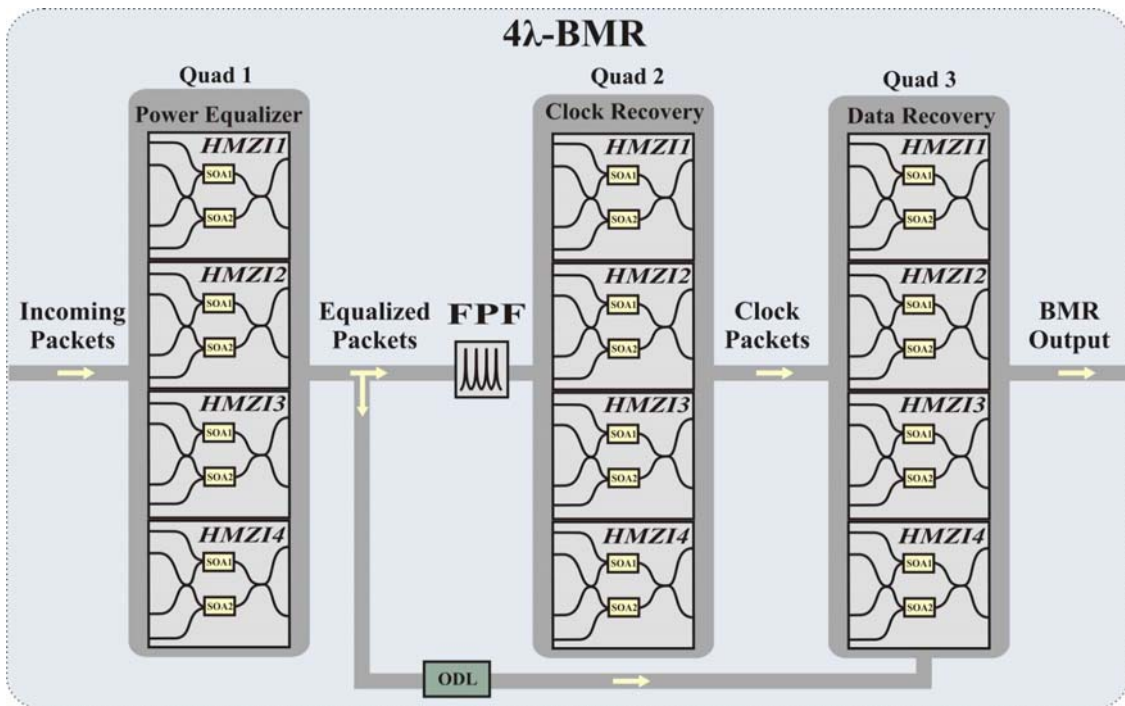 4λ-BMR
Quad 1
Power Equalizer
HMZI1
SOA1
SOA2
HMZI2
SOA1
SOA2
HMZI3
SOA1
SOA2
HMZI4
SOA1
SOA2
Incoming
Packets
Equalized
Packets
FPF
Quad 2
Clock Recovery
HMZI1
SOA1
SOA2
HMZI2
SOA1
SOA2
HMZI3
SOA1
SOA2
HMZI4
SOA1
SOA2
Clock
Packets
Quad 3
Data Recovery
HMZI1
SOA1
SOA2
HMZI2
SOA1
SOA2
HMZI3
SOA1
SOA2
HMZI4
SOA1
SOA2
BMR
Output
ODL